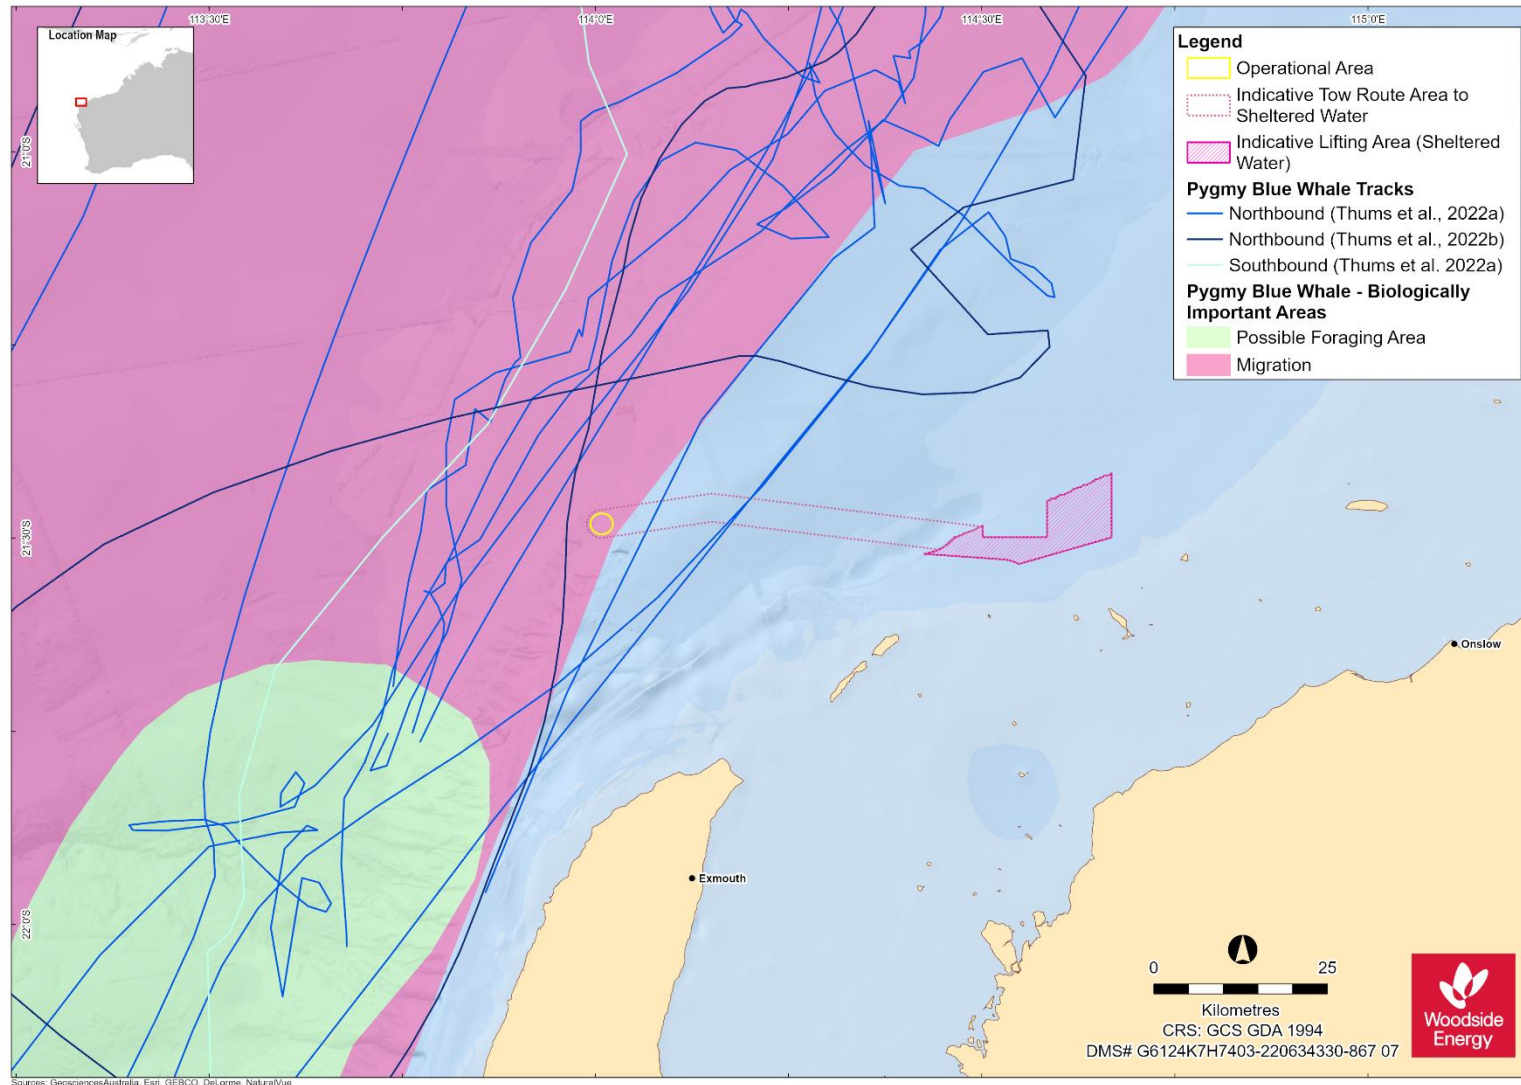 113°30'E
114°0'E
114°30'E
115°0'E
Location Map
21°0'S
21°30'S
22°0'S
Legend
Operational Area
Indicative Tow Route Area to
Sheltered Water
Indicative Lifting Area (Sheltered
Water)
Pygmy Blue Whale Tracks
Northbound (Thums et al., 2022a)
Northbound (Thums et al., 2022b)
Southbound (Thums et al. 2022a)
Pygmy Blue Whale - Biologically
Important Areas
Possible Foraging Area
Migration
Onslow
Exmouth
0 25
Kilometres
CRS: GCS GDA 1994
DMS# G6124K7H7403-220634330-867 07
Woodside
Energy
Sources: GeosciencesAustralia, Esri, GEBCO, DeLorme, NaturalVue